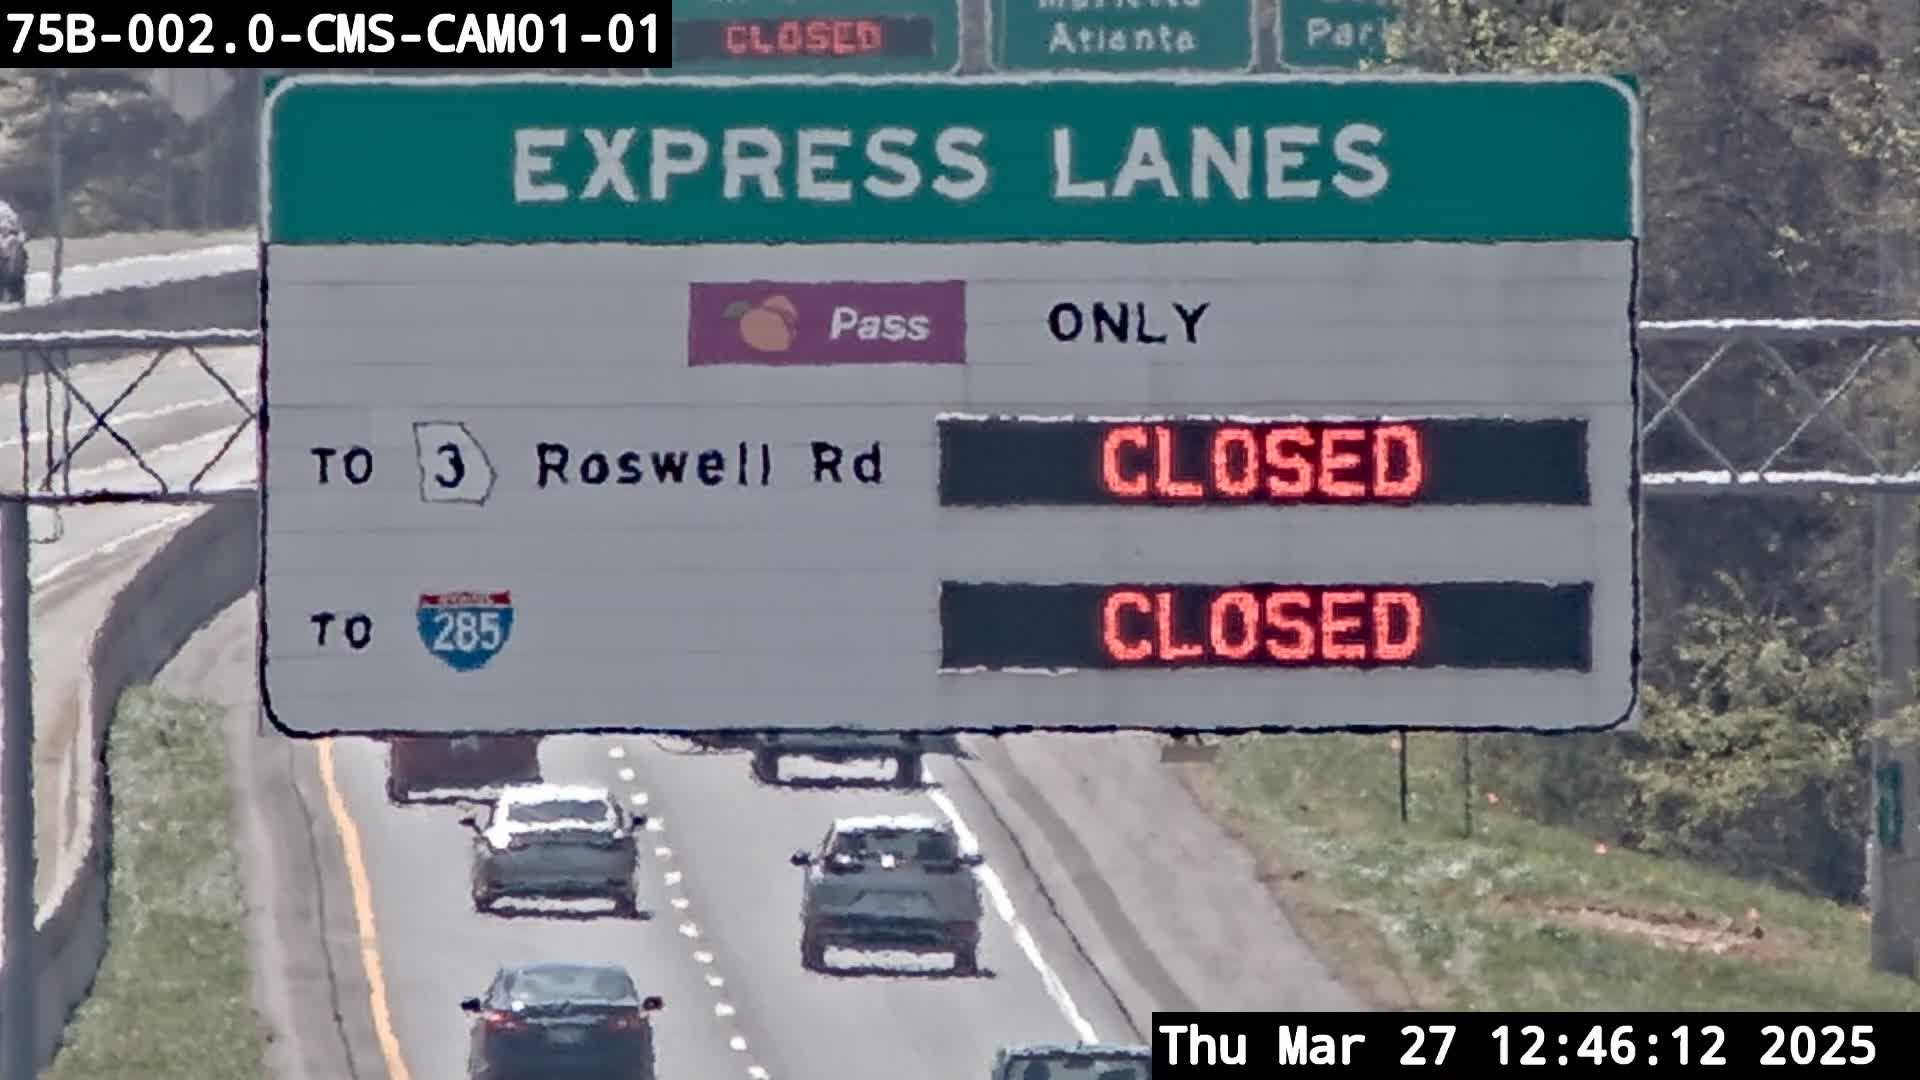 75B-002.0-CMS-CAM01-01
CLOSED
Atlanta
EXPRESS LANES
Pass ONLY
TO 3 Roswell Rd CLOSED
TO 285 CLOSED
Thu Mar 27 12:46:12 2025